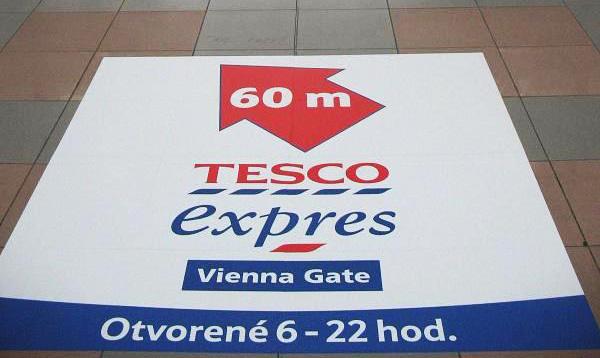 60 m
TESCO
expres
Vienna Gate
Otvorené 6 - 22 hod.